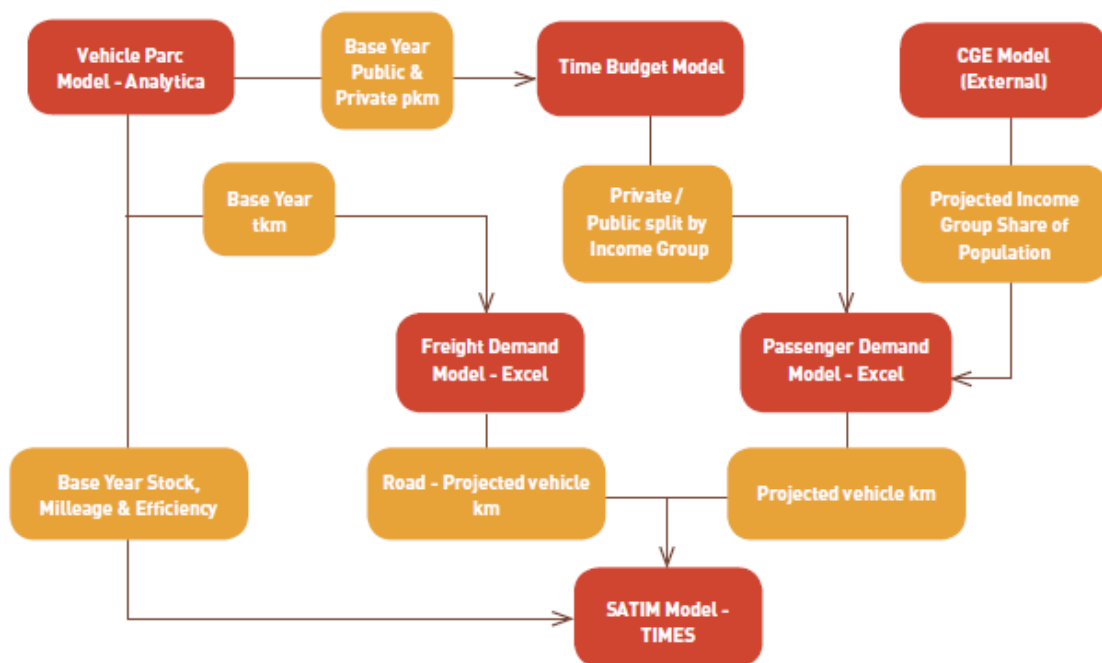 Vehicle Parc
Model - Analytica
Base Year
Public &
Private pkm
Time Budget Model
CGE Model
(External)
Base Year
tkm
Private /
Public split by
Income Group
Projected Income
Group Share of
Population
Freight Demand
Model - Excel
Passenger Demand
Model - Excel
Base Year Stock,
Milleage & Efficiency
Road - Projected vehicle
km
Projected vehicle km
SATIM Model -
TIMES